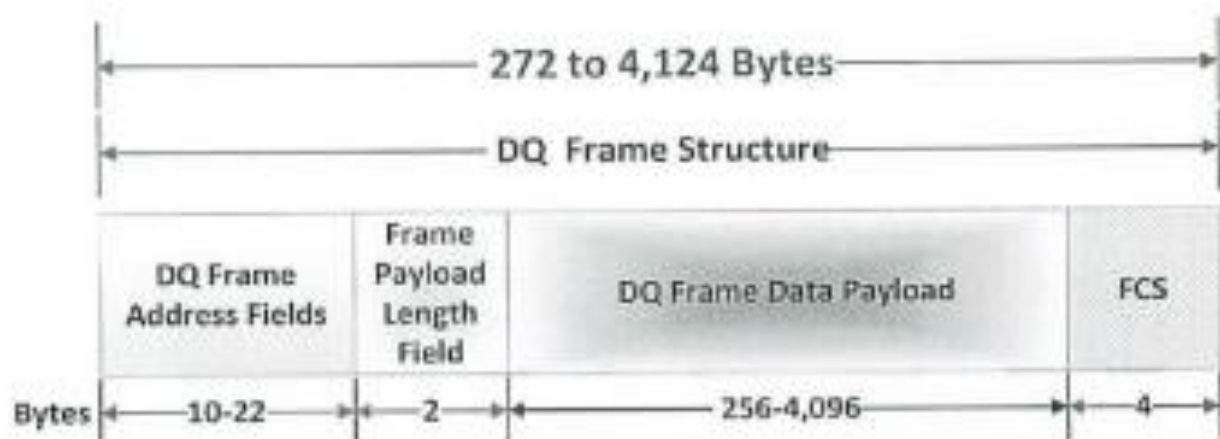 272 to 4,124 Bytes
DQ Frame Structure
DQ Frame
Address Fields
Frame
Payload
Length
Field
DQ Frame Data Payload
FCS
Bytes
10-22
2
256-4,096
4